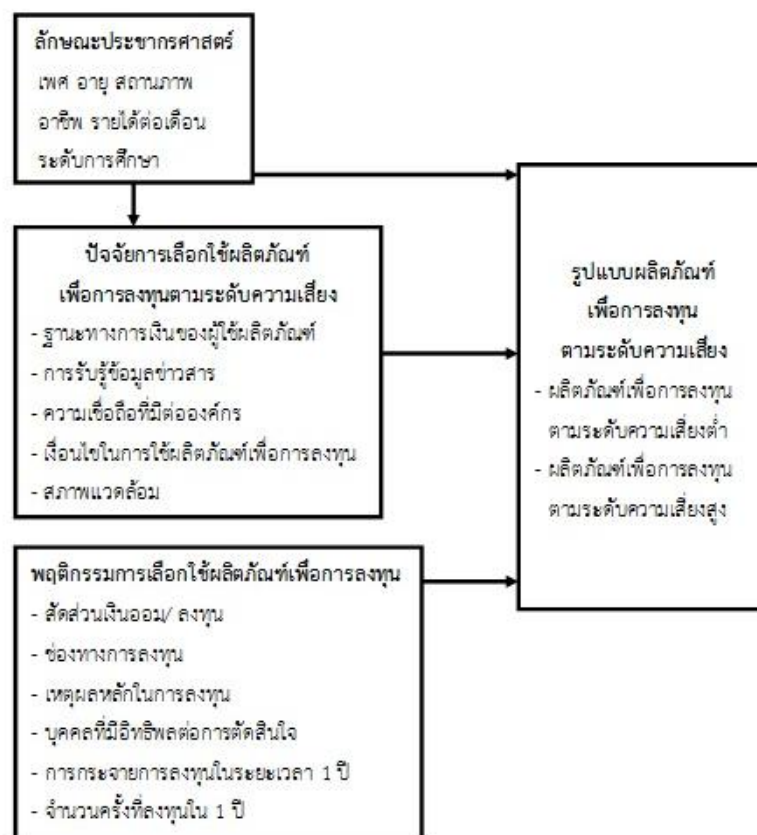 ลักษณะประชากรศาสตร์
เพศ อายุ สถานภาพ
อาชีพ รายได้ต่อเดือน
ระดับการศึกษา
ปัจจัยการเลือกใช้ผลิตภัณฑ์
เพื่อการลงทุนตามระดับความเสี่ยง
- ฐานะทางการเงินของผู้ใช้ผลิตภัณฑ์
- การรับรู้ข้อมูลข่าวสาร
- ความเชื่อถือที่มีต่อองค์กร
- เงื่อนไขในการใช้ผลิตภัณฑ์เพื่อการลงทุน
- สภาพแวดล้อม
พฤติกรรมการเลือกใช้ผลิตภัณฑ์เพื่อการลงทุน
- สัดส่วนเงินออม/ ลงทุน
- ช่องทางการลงทุน
- เหตุผลหลักในการลงทุน
- บุคคลที่มีอิทธิพลต่อการตัดสินใจ
- การกระจายการลงทุนในระยะเวลา 1 ปี
- จำนวนครั้งที่ลงทุนใน 1 ปี
รูปแบบผลิตภัณฑ์
เพื่อการลงทุน
ตามระดับความเสี่ยง
- ผลิตภัณฑ์เพื่อการลงทุน
ตามระดับความเสี่ยงต่ำ
- ผลิตภัณฑ์เพื่อการลงทุน
ตามระดับความเสี่ยงสูง